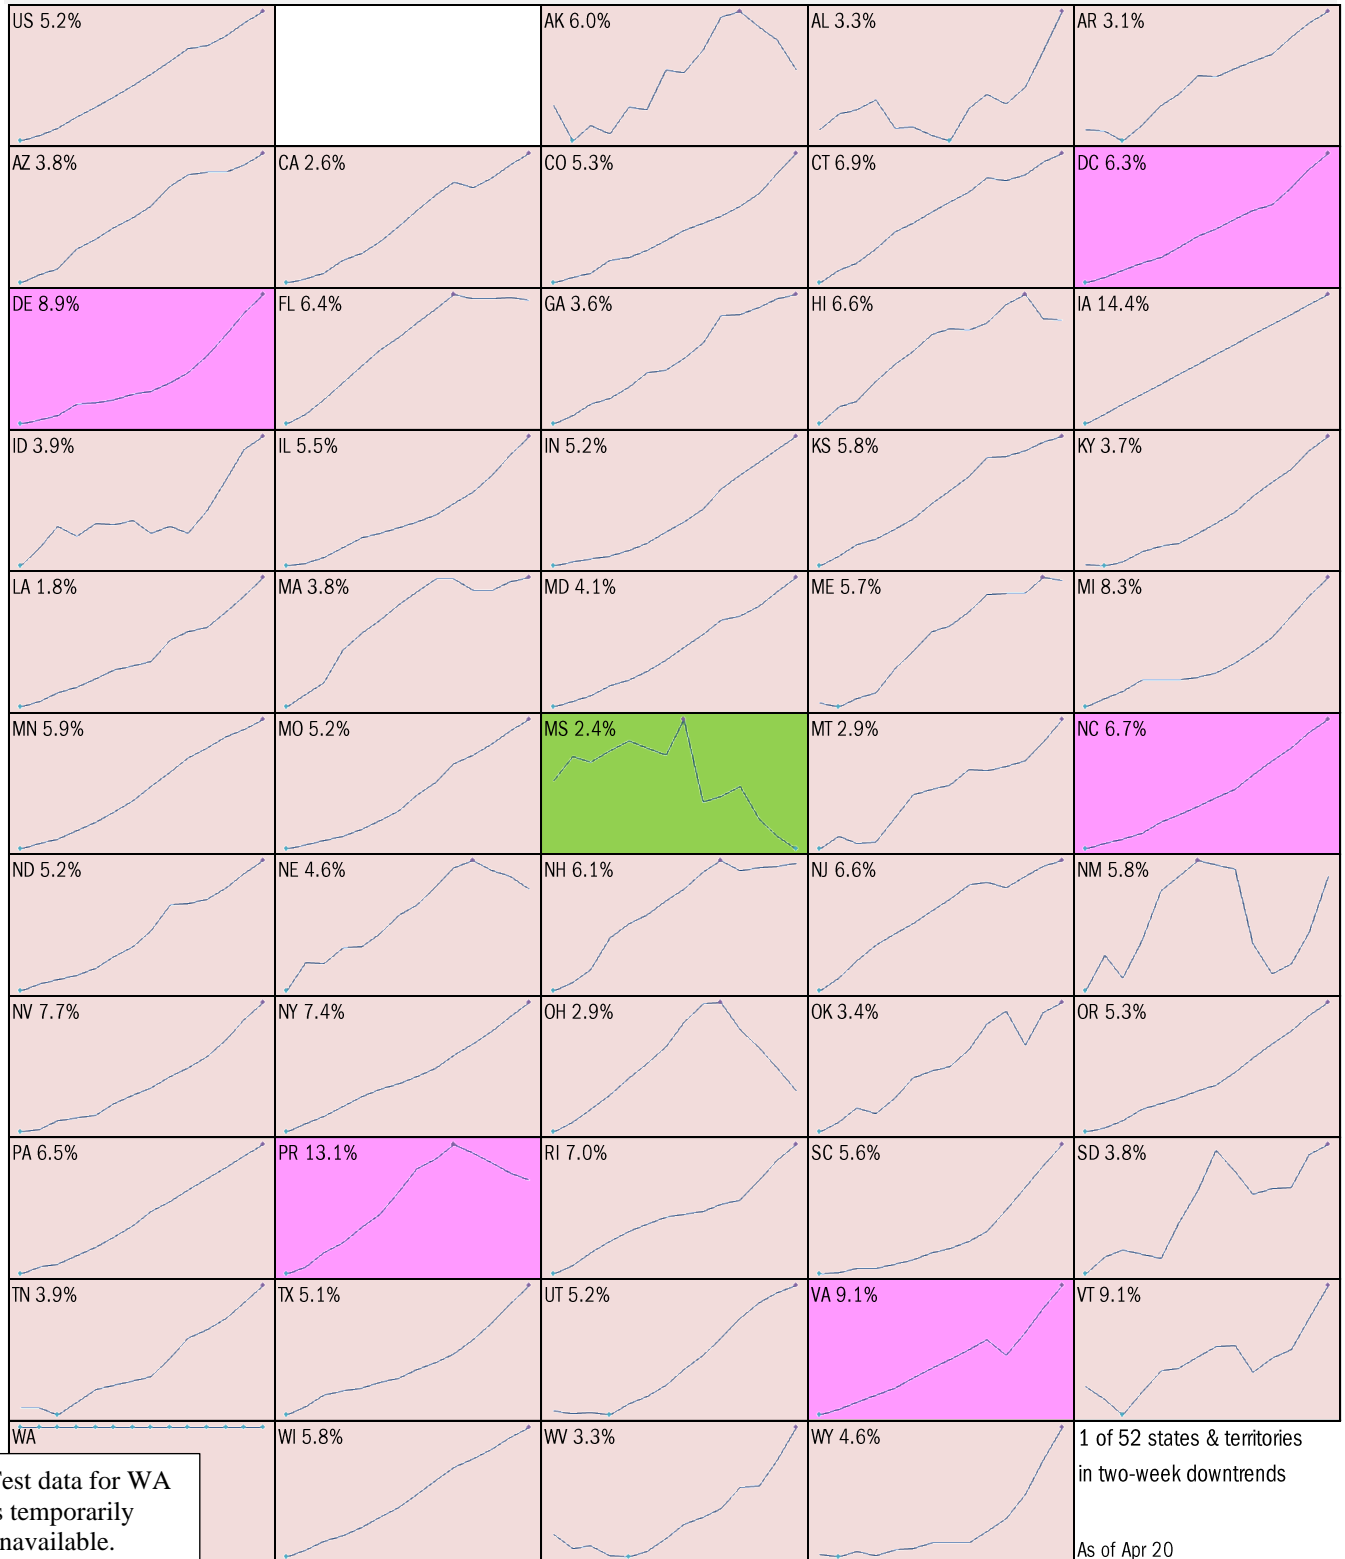 US 5.2%
AK 6.0%
AL 3.3%
AR 3.1%
AZ 3.8%
CA 2.6%
CO 5.3%
CT 6.9%
DC 6.3%
DE 8.9%
FL 6.4%
GA 3.6%
HI 6.6%
IA 14.4%
ID 3.9%
IL 5.5%
IN 5.2%
KS 5.8%
KY 3.7%
LA 1.8%
MA 3.8%
MD 4.1%
ME 5.7%
MI 8.3%
MN 5.9%
MO 5.2%
MS 2.4%
MT 2.9%
NC 6.7%
ND 5.2%
NE 4.6%
NH 6.1%
NJ 6.6%
NM 5.8%
NV 7.7%
NY 7.4%
OH 2.9%
OK 3.4%
OR 5.3%
PA 6.5%
PR 13.1%
RI 7.0%
SC 5.6%
SD 3.8%
TN 3.9%
TX 5.1%
UT 5.2%
VA 9.1%
VT 9.1%
WA
WI 5.8%
WV 3.3%
WY 4.6%
1 of 52 states & territories
in two-week downtrends
As of Apr 20
data for WA
temporarily